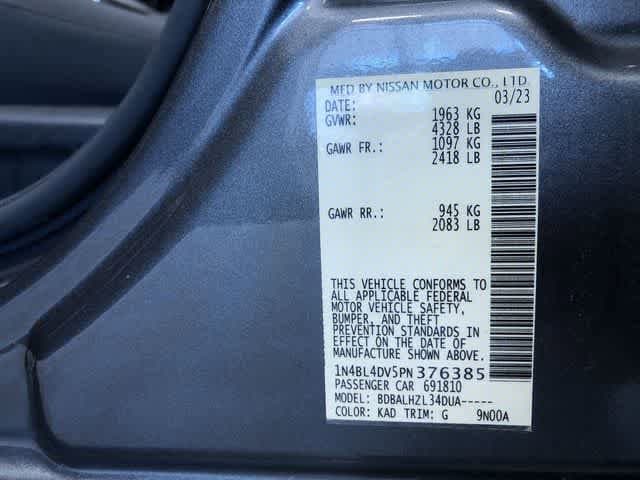 MFD BY NISSAN MOTOR CO., LTD.
DATE: 03/23
GVWR: 1963 KG
4328 LB
GAWR FR.: 1097 KG
2418 LB
GAWR RR.: 945 KG
2083 LB
THIS VEHICLE CONFORMS TO
ALL APPLICABLE FEDERAL
MOTOR VEHICLE SAFETY,
BUMPER, AND THEFT
PREVENTION STANDARDS IN
EFFECT ON THE DATE OF
MANUFACTURE SHOWN ABOVE.
1N4BL4DV5PN376385
PASSENGER CAR 691810
MODEL: BDBALHZL34DUA-----
COLOR: KAD TRIM: G 9N00A